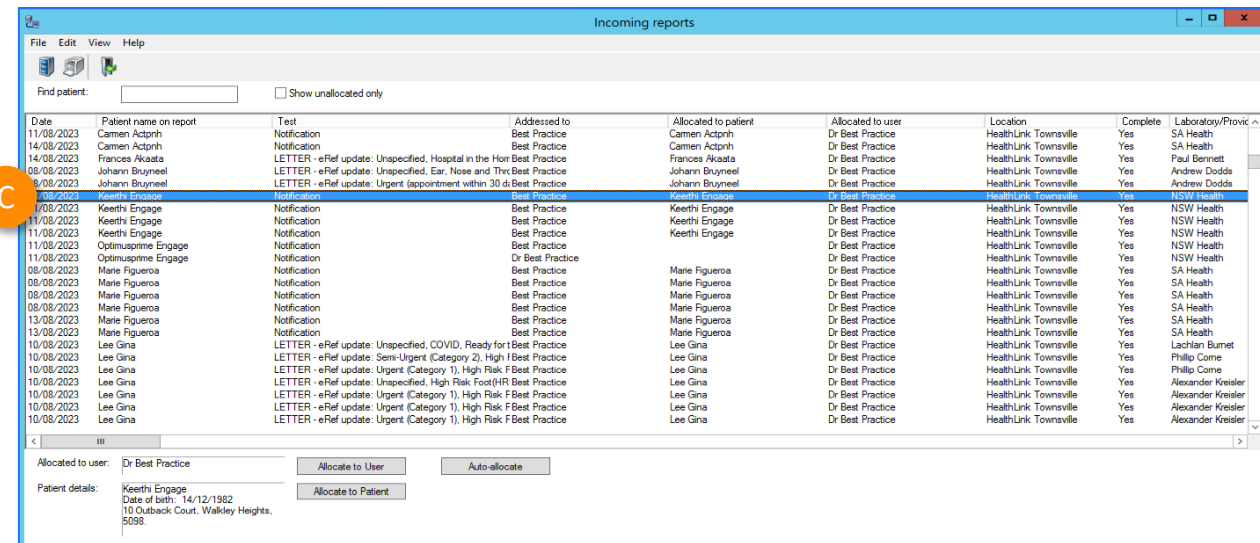 Incoming reports
File Edit View Help
Find patient: Show unallocated only
Date Patient name on report Test Addressed to Allocated to patient Allocated to user Location Complete Laboratory/Provic
11/08/2023 Carmen Actpnh Notification Best Practice Carmen Actpnh Dr Best Practice HealthLink Townsville Yes SA Health
14/08/2023 Carmen Actpnh Notification Best Practice Carmen Actpnh Dr Best Practice HealthLink Townsville Yes SA Health
14/08/2023 Frances Akaata LETTER - eRef update: Unspecified, Hospital in the Hom Best Practice Frances Akaata Dr Best Practice HealthLink Townsville Yes Paul Bennett
08/08/2023 Johann Bruyneel LETTER - eRef update: Unspecified, Ear, Nose and Thro Best Practice Johann Bruyneel Dr Best Practice HealthLink Townsville Yes Andrew Dodds
08/08/2023 Johann Bruyneel LETTER - eRef update: Urgent (appointment within 30 da Best Practice Johann Bruyneel Dr Best Practice HealthLink Townsville Yes Andrew Dodds
C /08/2023 Keerthi Engage Notification Best Practice Keerthi Engage Dr Best Practice HealthLink Townsville Yes NSW Health
/08/2023 Keerthi Engage Notification Best Practice Keerthi Engage Dr Best Practice HealthLink Townsville Yes NSW Health
11/08/2023 Keerthi Engage Notification Best Practice Keerthi Engage Dr Best Practice HealthLink Townsville Yes NSW Health
11/08/2023 Keerthi Engage Notification Best Practice Keerthi Engage Dr Best Practice HealthLink Townsville Yes NSW Health
11/08/2023 Optimusprime Engage Notification Best Practice Dr Best Practice HealthLink Townsville Yes NSW Health
11/08/2023 Optimusprime Engage Notification Dr Best Practice Dr Best Practice HealthLink Townsville Yes NSW Health
08/08/2023 Marie Figueroa Notification Best Practice Marie Figueroa Dr Best Practice HealthLink Townsville Yes SA Health
08/08/2023 Marie Figueroa Notification Best Practice Marie Figueroa Dr Best Practice HealthLink Townsville Yes SA Health
08/08/2023 Marie Figueroa Notification Best Practice Marie Figueroa Dr Best Practice HealthLink Townsville Yes SA Health
08/08/2023 Marie Figueroa Notification Best Practice Marie Figueroa Dr Best Practice HealthLink Townsville Yes SA Health
13/08/2023 Marie Figueroa Notification Best Practice Marie Figueroa Dr Best Practice HealthLink Townsville Yes SA Health
13/08/2023 Marie Figueroa Notification Best Practice Marie Figueroa Dr Best Practice HealthLink Townsville Yes SA Health
10/08/2023 Lee Gina LETTER - eRef update: Unspecified, COVID, Ready for t Best Practice Lee Gina Dr Best Practice HealthLink Townsville Yes Lachlan Burnet
10/08/2023 Lee Gina LETTER - eRef update: Semi-Urgent (Category 2), High F Best Practice Lee Gina Dr Best Practice HealthLink Townsville Yes Phillip Corne
10/08/2023 Lee Gina LETTER - eRef update: Urgent (Category 1), High Risk F Best Practice Lee Gina Dr Best Practice HealthLink Townsville Yes Phillip Corne
10/08/2023 Lee Gina LETTER - eRef update: Unspecified, High Risk Foot(HR Best Practice Lee Gina Dr Best Practice HealthLink Townsville Yes Alexander Kreisler
10/08/2023 Lee Gina LETTER - eRef update: Urgent (Category 1), High Risk F Best Practice Lee Gina Dr Best Practice HealthLink Townsville Yes Alexander Kreisler
10/08/2023 Lee Gina LETTER - eRef update: Urgent (Category 1), High Risk F Best Practice Lee Gina Dr Best Practice HealthLink Townsville Yes Alexander Kreisler
10/08/2023 Lee Gina LETTER - eRef update: Urgent (Category 1), High Risk F Best Practice Lee Gina Dr Best Practice HealthLink Townsville Yes Alexander Kreisler
Allocated to user: Dr Best Practice Allocate to User Auto-allocate
Patient details: Keerthi Engage Allocate to Patient
Date of birth: 14/12/1982
10 Outback Court, Walkley Heights,
5098.